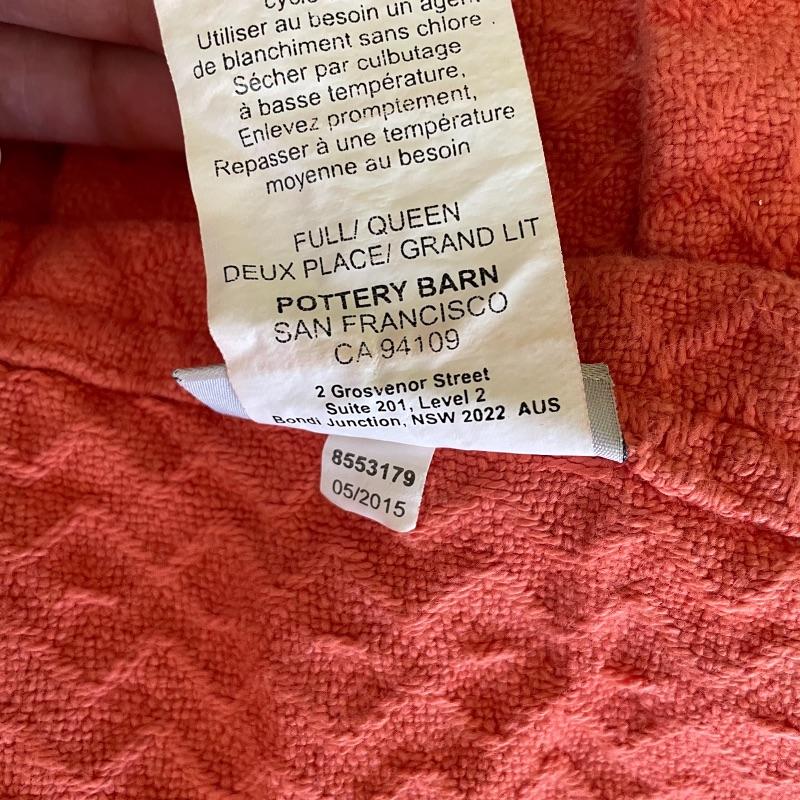 Utiliser au besoin un agent
de blanchiment sans chlore .
Sécher par culbutage
à basse température,
Enlevez promptement,
Repasser à une température
moyenne au besoin
FULL/ QUEEN
DEUX PLACE/ GRAND LIT
POTTERY BARN
SAN FRANCISCO
CA 94109
2 Grosvenor Street
Suite 201, Level 2
Bondi Junction, NSW 2022 AUS
8553179
05/2015